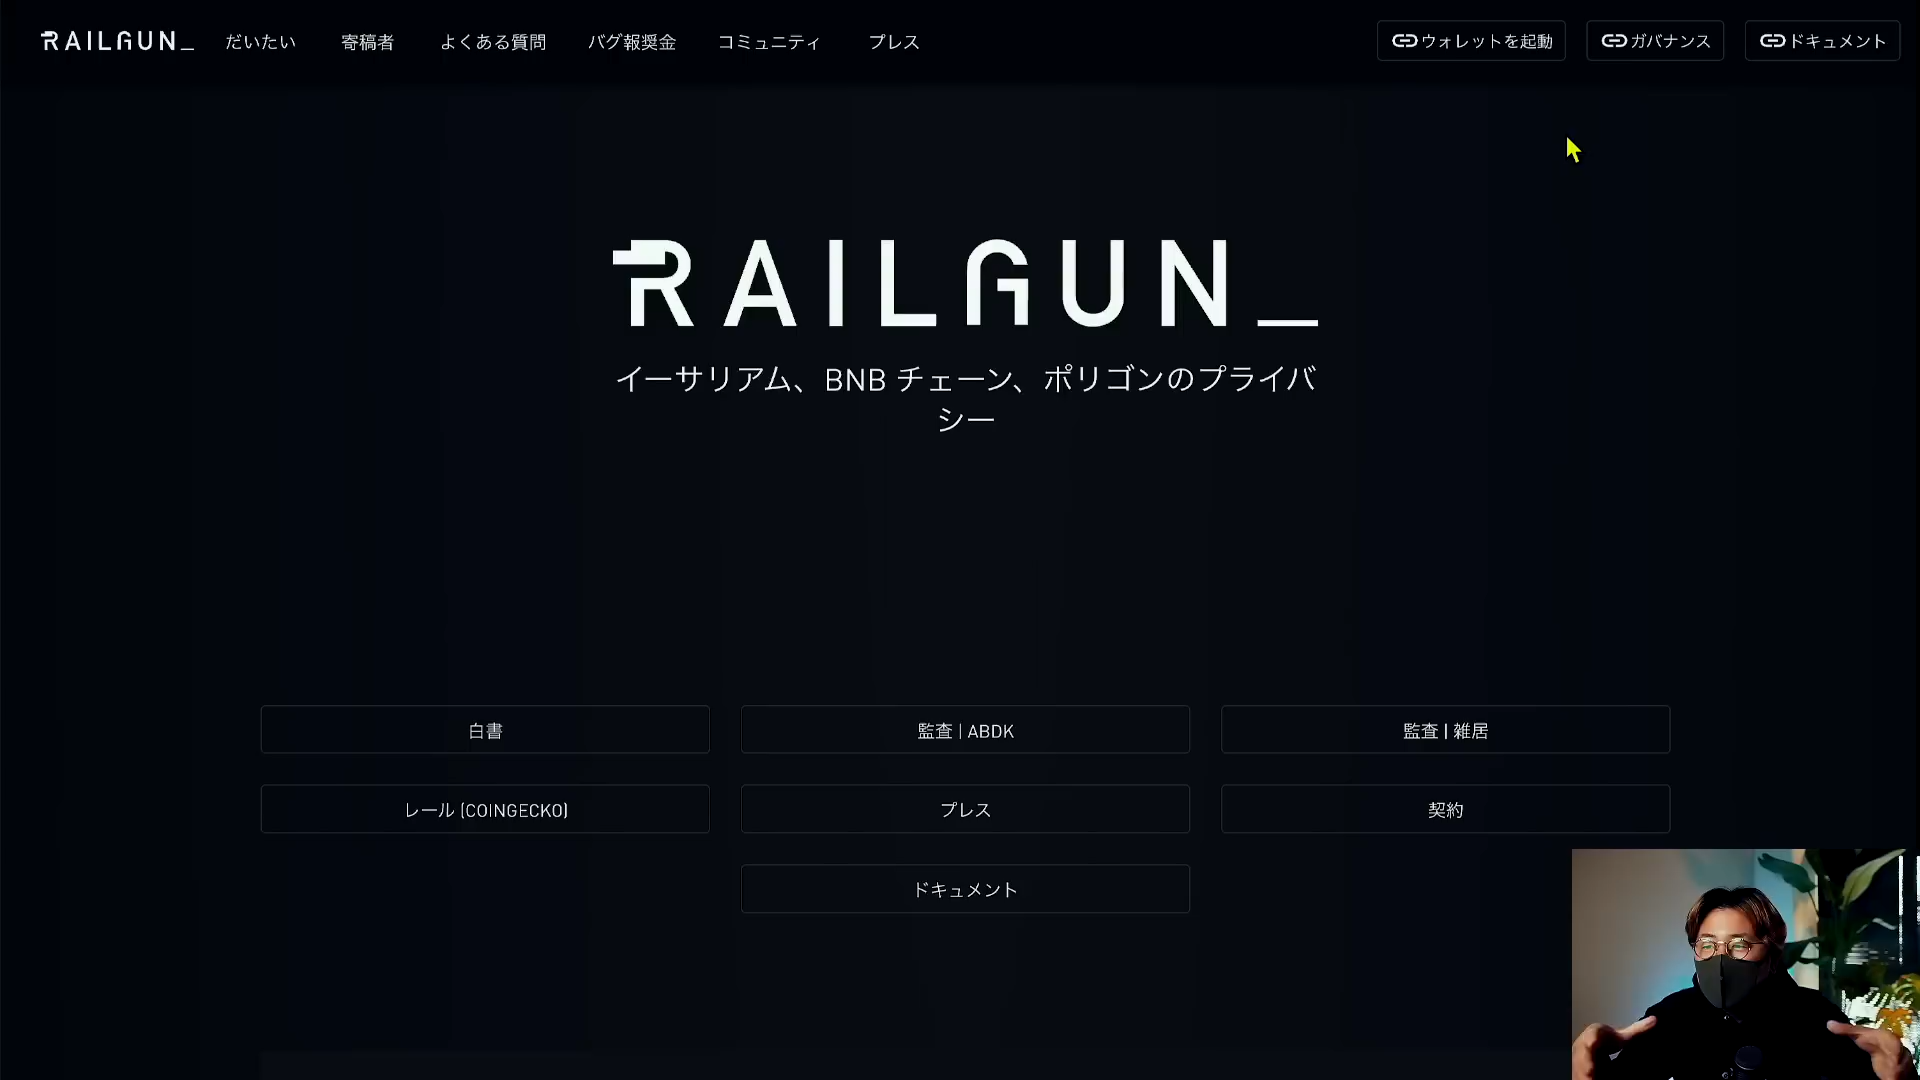 RAILGUN_
だいたい
寄稿者
よくある質問
バグ報奨金
コミュニティ
プレス
ウォレットを起動
ガバナンス
ドキュメント
RAILGUN_
イーサリアム、BNB チェーン、ポリゴンのプライバ
シー
白書
監査 | ABDK
監査 | 雑居
レール (COINGECKO)
プレス
契約
ドキュメント